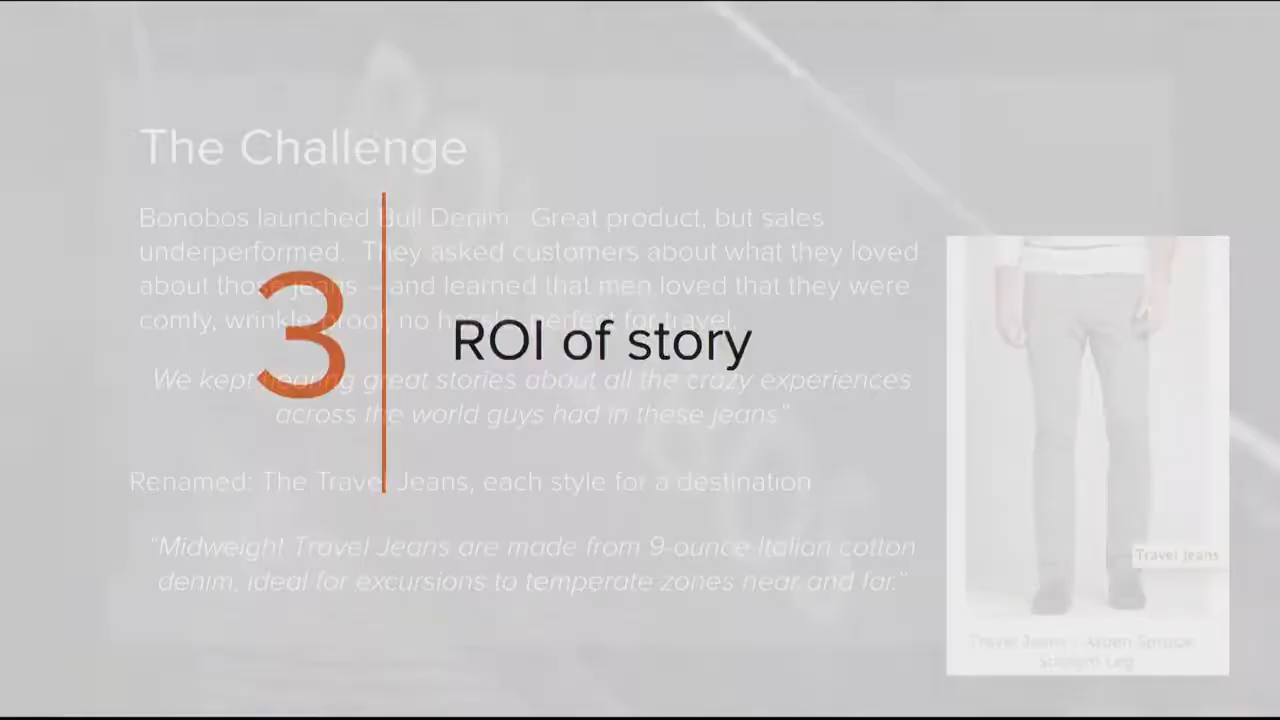 The Challenge
Bonobos launched Bull Denim. Great product, but sales
underperformed. They asked customers about what they loved
about those jeans – and learned that men loved that they were
comfy, wrinkle proof, no hassle, perfect for travel.
3
ROI of story
We kept hearing great stories about all the crazy experiences
across the world guys had in these jeans"
Renamed: The Travel Jeans, each style for a destination
"Midweight Travel Jeans are made from 9-ounce Italian cotton
denim, ideal for excursions to temperate zones near and far."
Travel Jeans
Travel Jeans
Leg